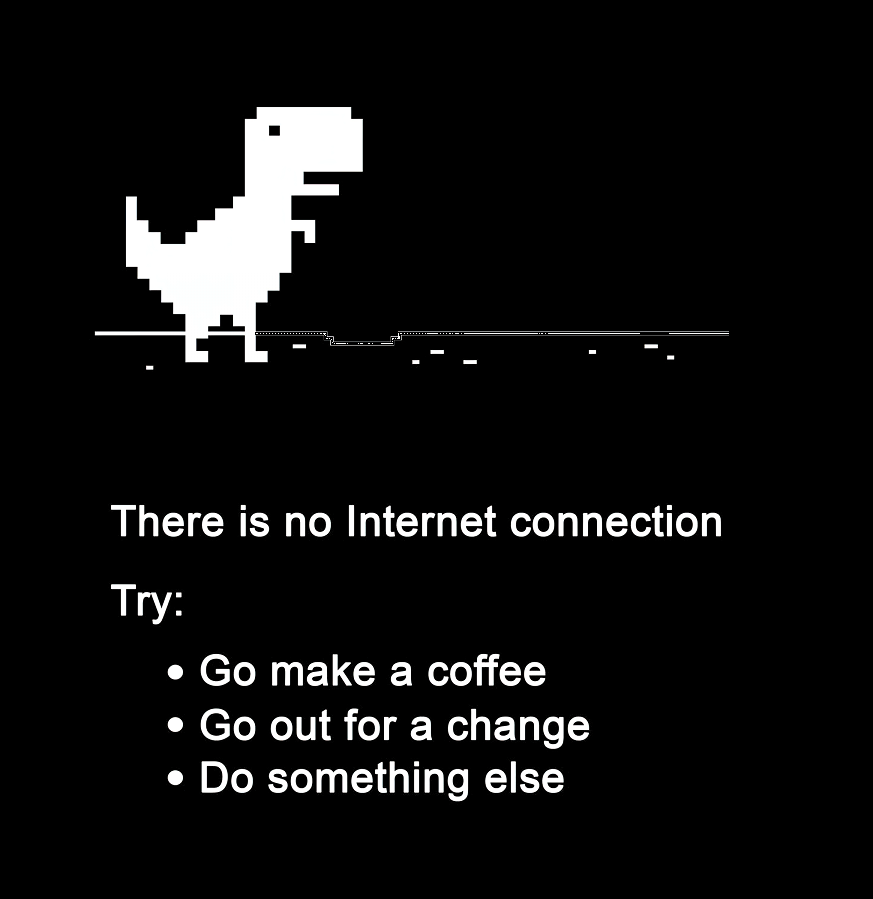 There is no Internet connection
Try:
• Go make a coffee
• Go out for a change
• Do something else